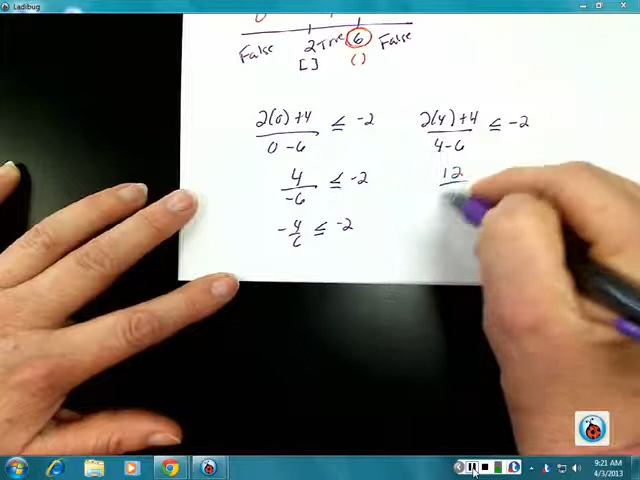 Ladibug
0
False 2 True 6 False
[ ] ( )
2(0)+4 ≤ -2 2(4)+4 ≤ -2
0-6 4-6
4 ≤ -2 12
-6
-4 ≤ -2
6
9:21 AM
4/3/2013